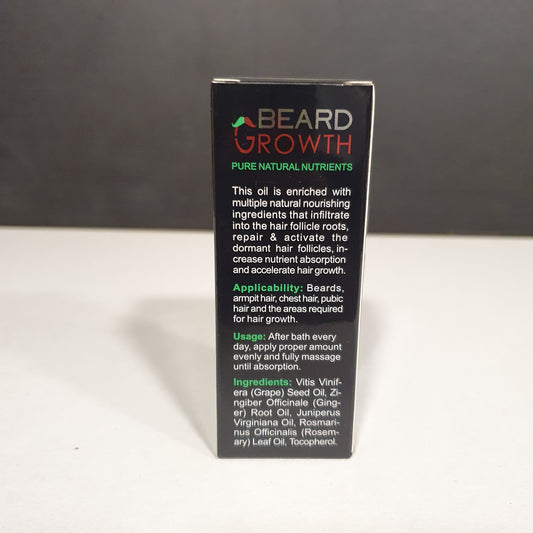 BEARD
GROWTH
PURE NATURAL NUTRIENTS
This oil is enriched with
multiple natural nourishing
ingredients that infiltrate
into the hair follicle roots,
repair & activate the
dormant hair follicles, in-
crease nutrient absorption
and accelerate hair growth.
Applicability: Beards,
armpit hair, chest hair, pubic
hair and the areas required
for hair growth.
Usage: After bath every
day, apply proper amount
evenly and fully massage
until absorption.
Ingredients: Vitis Vinif-
era (Grape) Seed Oil, Zi-
ngiber Officinale (Ging-
er) Root Oil, Juniperus
Virginiana Oil, Rosmari-
nus Officinalis (Rosem-
ary) Leaf Oil, Tocopherol.